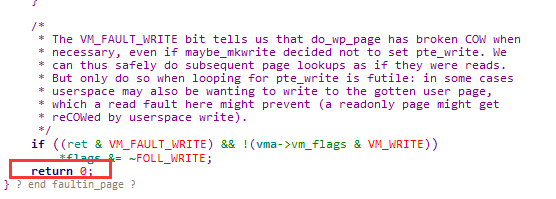 }
/*
* The VM_FAULT_WRITE bit tells us that do_wp_page has broken COW when
* necessary, even if maybe_mkwrite decided not to set pte_write. We
* can thus safely do subsequent page lookups as if they were reads.
* But only do so when looping for pte_write is futile: in some cases
* userspace may also be wanting to write to the gotten user page,
* which a read fault here might prevent (a readonly page might get
* reCOWed by userspace write).
*/
if ((ret & VM_FAULT_WRITE) && !(vma->vm_flags & VM_WRITE))
*flags &= ~FOLL_WRITE;
return 0;
} ? end faultin_page ?